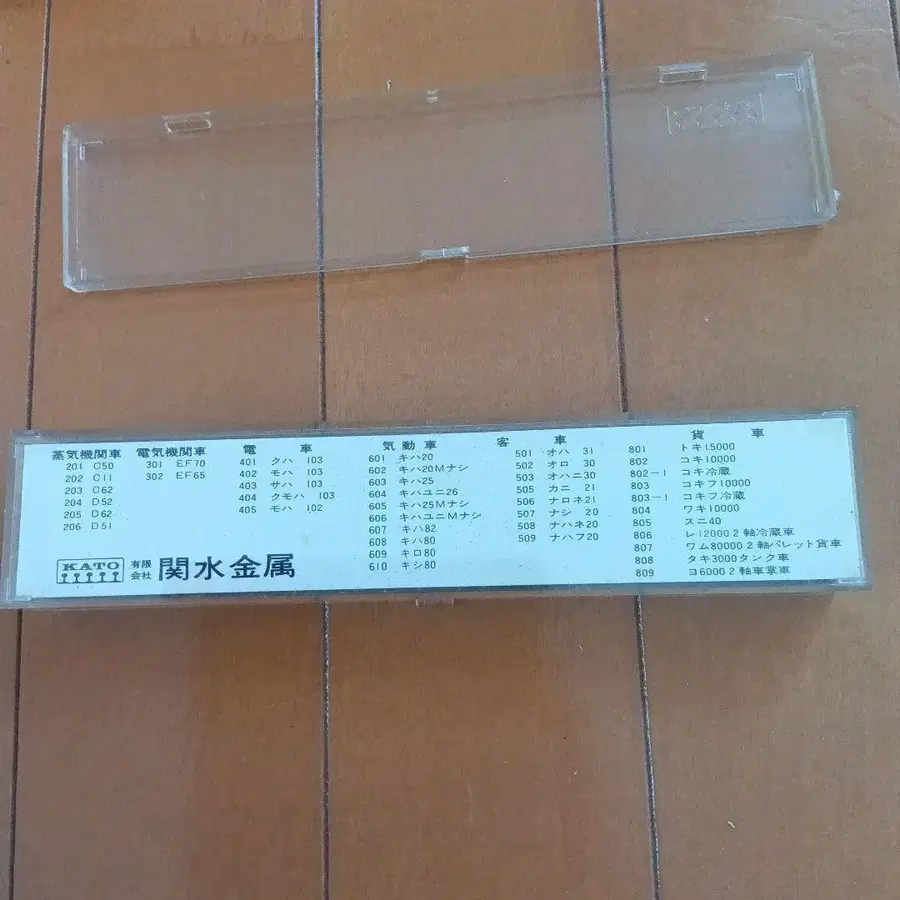 蒸気機関車
201 C50
202 C11
203 C62
204 D52
205 D62
206 D51
電気機関車
301 EF70
302 EF65
電車
401 クハ 103
402 モハ 103
403 サハ 103
404 クモハ 103
405 モハ 102
気動車
601 キハ20
602 キハ20Mナシ
603 キハ25
604 キハユニ26
605 キハ25Mナシ
606 キハユニMナシ
607 キハ82
608 キハ80
609 キロ80
610 キシ80
客車
501 オハ 31
502 オロ 30
503 オハニ30
505 カニ 21
506 ナロネ21
507 ナシ 20
508 ナハネ20
509 ナハフ20
貨車
801 トキ15000
802 コキ10000
802-1 コキ冷蔵
803 コキフ10000
803-1 コキフ冷蔵
804 ワキ10000
805 スニ40
806 レ12000 2軸冷蔵車
807 ワム80000 2軸パレット貨車
808 タキ3000タンク車
809 ヨ6000 2軸車掌車
KATO 有限会社 関水金属